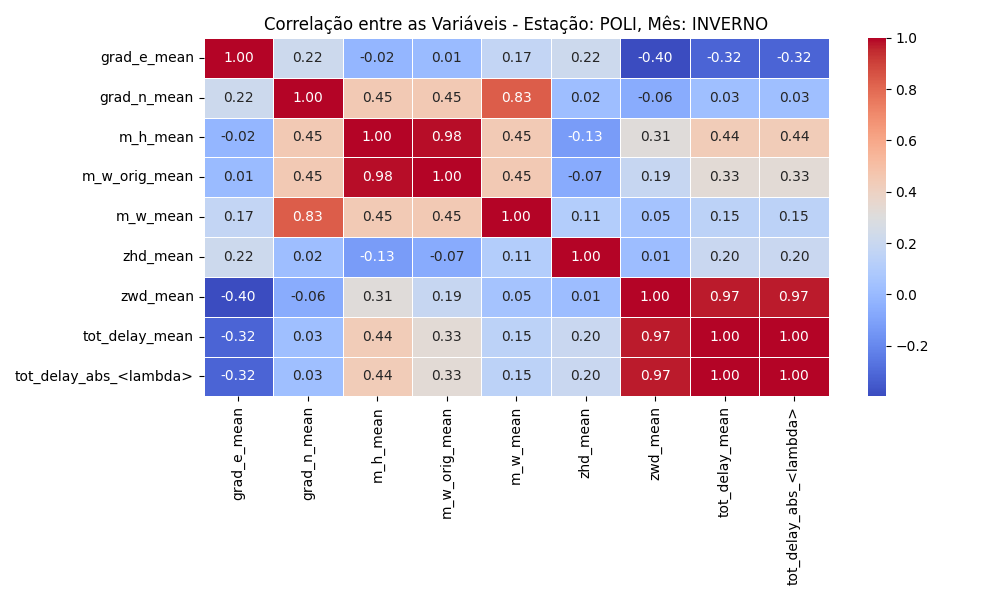 Correlação entre as Variáveis - Estação: POLI, Mês: INVERNO
grad_e_mean 1.00 0.22 -0.02 0.01 0.17 0.22 -0.40 -0.32 -0.32
grad_n_mean 0.22 1.00 0.45 0.45 0.83 0.02 -0.06 0.03 0.03
m_h_mean -0.02 0.45 1.00 0.98 0.45 -0.13 0.31 0.44 0.44
m_w_orig_mean 0.01 0.45 0.98 1.00 0.45 -0.07 0.19 0.33 0.33
m_w_mean 0.17 0.83 0.45 0.45 1.00 0.11 0.05 0.15 0.15
zhd_mean 0.22 0.02 -0.13 -0.07 0.11 1.00 0.01 0.20 0.20
zwd_mean -0.40 -0.06 0.31 0.19 0.05 0.01 1.00 0.97 0.97
tot_delay_mean -0.32 0.03 0.44 0.33 0.15 0.20 0.97 1.00 1.00
tot_delay_abs_<lambda> -0.32 0.03 0.44 0.33 0.15 0.20 0.97 1.00 1.00
grad_e_mean
grad_n_mean
m_h_mean
m_w_orig_mean
m_w_mean
zhd_mean
zwd_mean
tot_delay_mean
tot_delay_abs_<lambda>
1.0
0.8
0.6
0.4
0.2
0.0
−0.2